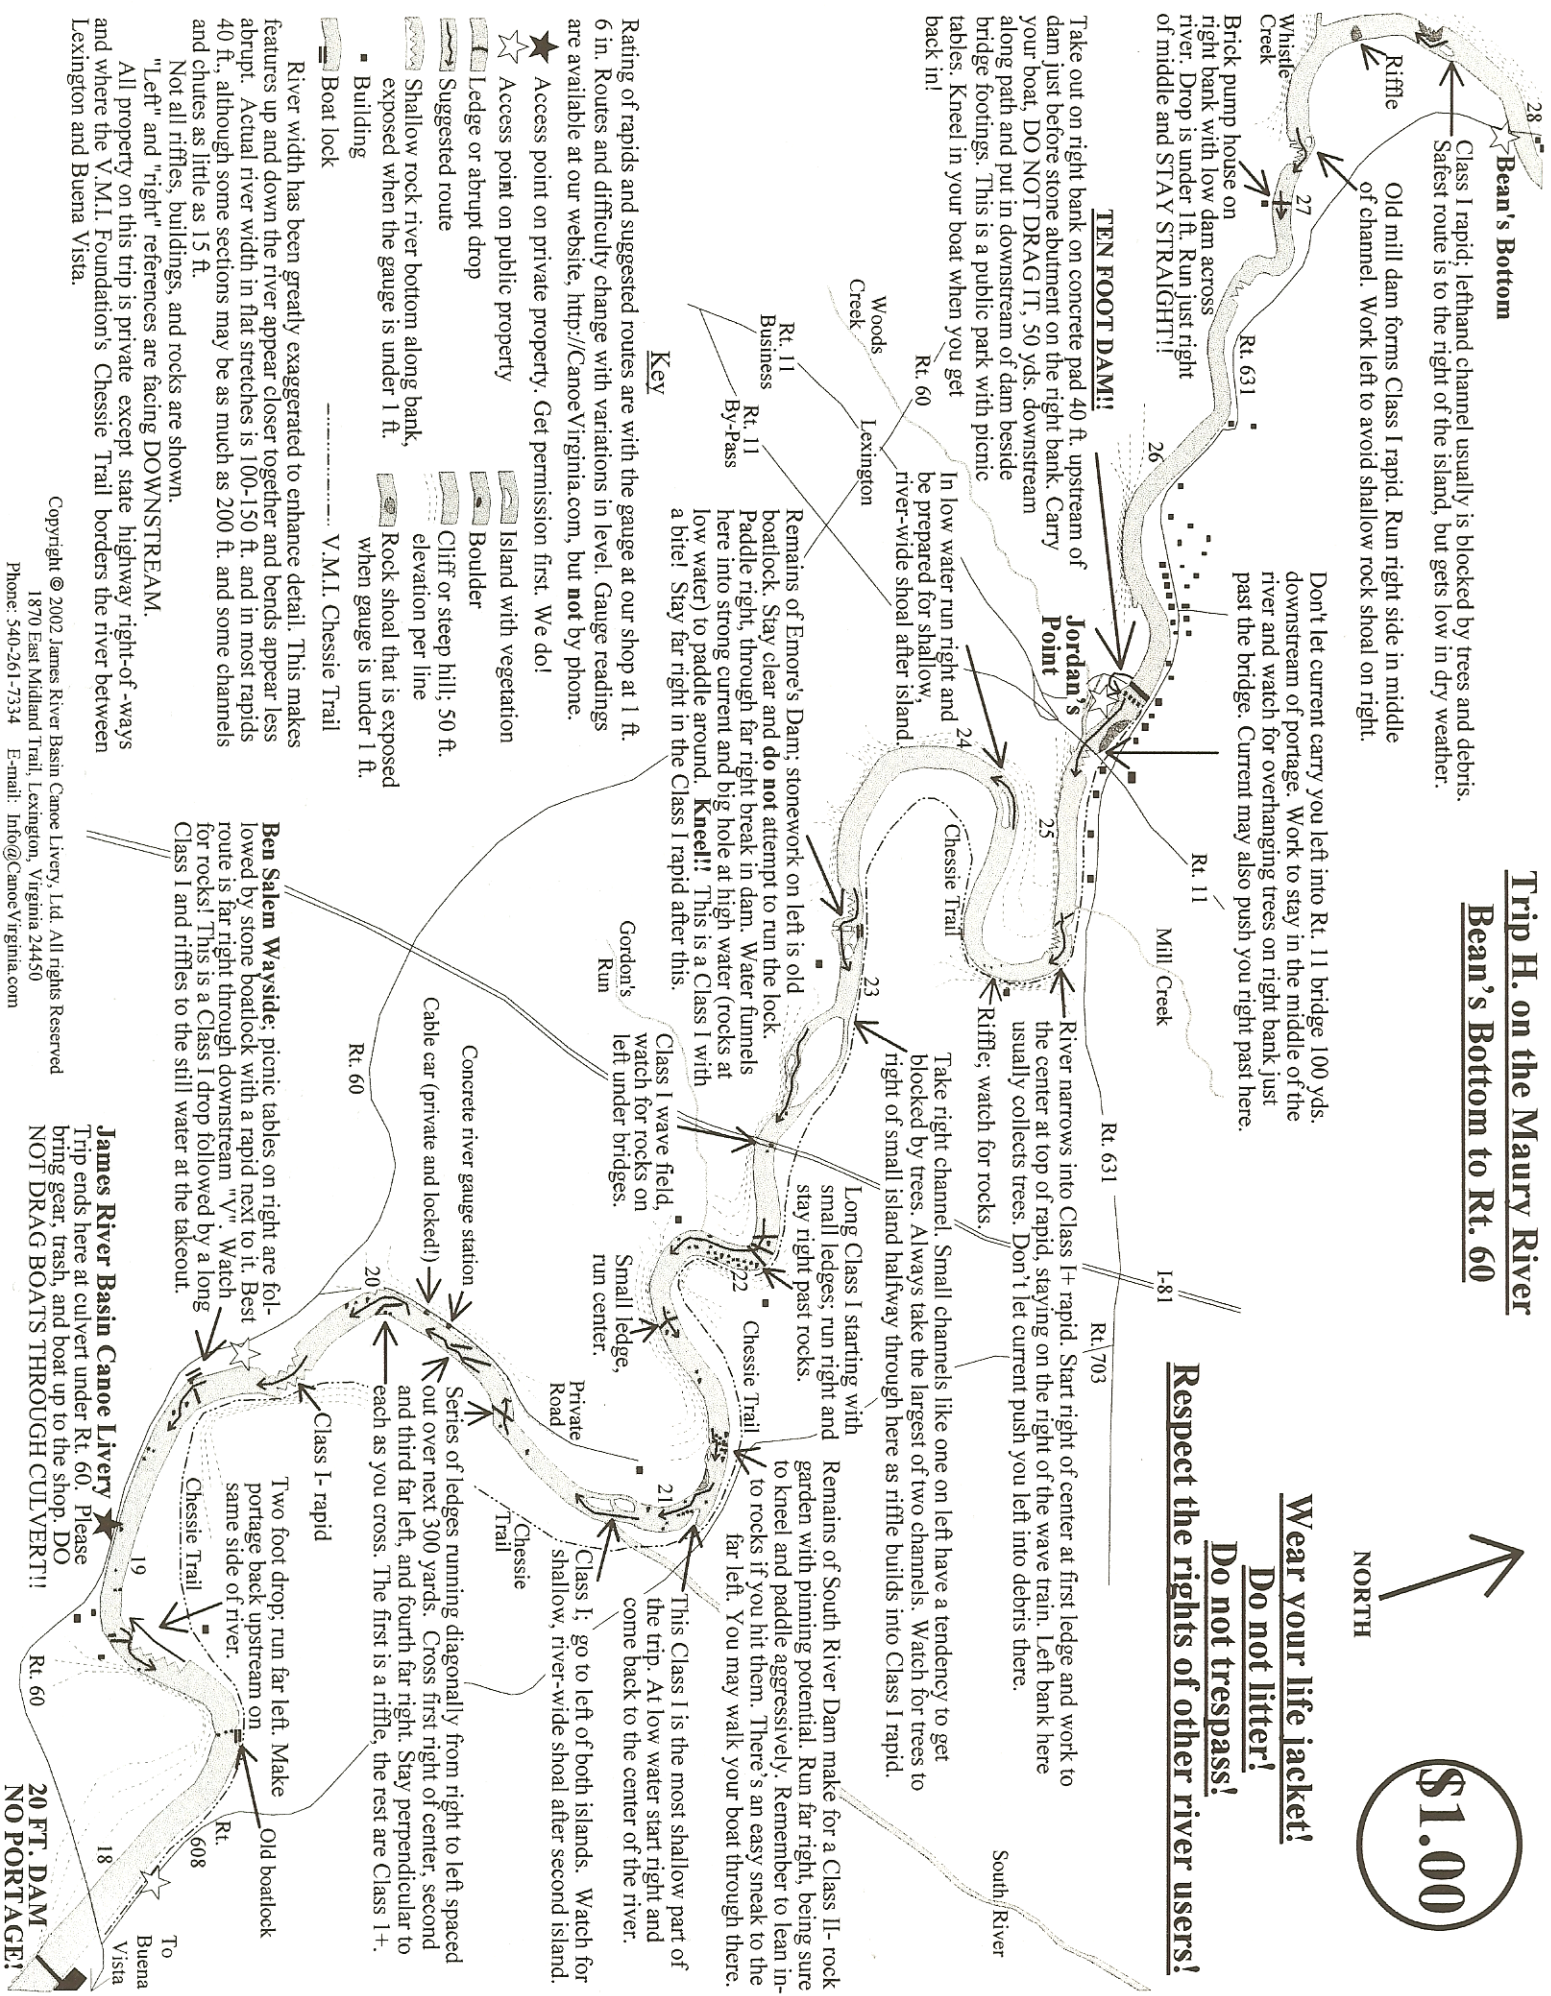 Trip H. on the Maury River
Bean's Bottom to Rt. 60
$1.00
NORTH
Wear your life jacket!
Do not litter!
Do not trespass!
Respect the rights of other river users!
28
Bean's Bottom
Class I rapid; lefthand channel usually is blocked by trees and debris.
Safest route is to the right of the island, but gets low in dry weather.
Riffle
Old mill dam forms Class I rapid. Run right side in middle
of channel. Work left to avoid shallow rock shoal on right.
Whistle
Creek
27
Brick pump house on
right bank with low dam across
river. Drop is under 1ft. Run just right
of middle and STAY STRAIGHT!!
Rt. 631
26
Don't let current carry you left into Rt. 11 bridge 100 yds.
downstream of portage. Work to stay in the middle of the
river and watch for overhanging trees on right bank just
past the bridge. Current may also push you right past here.
TEN FOOT DAM!!
Take out on right bank on concrete pad 40 ft. upstream of
dam just before stone abutment on the right bank. Carry
your boat, DO NOT DRAG IT, 50 yds. downstream
along path and put in downstream of dam beside
bridge footings. This is a public park with picnic
tables. Kneel in your boat when you get
back in!
Jordan's
Point
Rt. 11
25
Mill Creek
Rt. 631
I-81
Rt. 703
River narrows into Class I+ rapid. Start right of center at first ledge and work to
the center at top of rapid, staying on the right of the wave train. Left bank here
usually collects trees. Don't let current push you left into debris there.
Riffle; watch for rocks.
Chessie Trail
24
In low water run right and
be prepared for shallow,
river-wide shoal after island.
Rt. 60
Woods
Creek
Lexington
Rt. 11
Business
Rt. 11
By-Pass
Take right channel. Small channels like one on left have a tendency to get
blocked by trees. Always take the largest of two channels. Watch for trees to
right of small island halfway through here as riffle builds into Class I rapid.
23
Remains of Emore's Dam; stonework on left is old
boatlock. Stay clear and do not attempt to run the lock.
Paddle right, through far right break in dam. Water funnels
here into strong current and big hole at high water (rocks at
low water) to paddle around. Kneel!! This is a Class I with
a bite! Stay far right in the Class I rapid after this.
Long Class I starting with
small ledges; run right and
stay right past rocks.
22
Class I wave field,
watch for rocks on
left under bridges.
Gordon's
Run
Small ledge,
run center.
Chessie Trail
Remains of South River Dam make for a Class II- rock
garden with pinning potential. Run far right, being sure
to kneel and paddle aggressively. Remember to lean in-
to rocks if you hit them. There's an easy sneak to the
far left. You may walk your boat through there.
South River
21
This Class I is the most shallow part of
the trip. At low water start right and
come back to the center of the river.
Class I; go to left of both islands. Watch for
shallow, river-wide shoal after second island.
Private
Road
Chessie
Trail
Concrete river gauge station
Cable car (private and locked!)
Series of ledges running diagonally from right to left spaced
out over next 300 yards. Cross first right of center, second
and third far left, and fourth far right. Stay perpendicular to
each as you cross. The first is a riffle, the rest are Class 1+.
20
Rt. 60
Class I- rapid
Ben Salem Wayside; picnic tables on right are fol-
lowed by stone boatlock with a rapid next to it. Best
route is far right through downstream "V". Watch
for rocks! This is a Class I drop followed by a long
Class I and riffles to the still water at the takeout.
Two foot drop; run far left. Make
portage back upstream on
same side of river.
Chessie Trail
Old boatlock
James River Basin Canoe Livery
Trip ends here at culvert under Rt. 60. Please
bring gear, trash, and boat up to the shop. DO
NOT DRAG BOATS THROUGH CULVERT!!
19
Rt. 60
Rt.
608
18
To
Buena
Vista
20 FT. DAM
NO PORTAGE!
Key
Rating of rapids and suggested routes are with the gauge at our shop at 1 ft.
6 in. Routes and difficulty change with variations in level. Gauge readings
are available at our website, http://CanoeVirginia.com, but not by phone.
Access point on private property. Get permission first. We do!
Access point on public property
Ledge or abrupt drop
Suggested route
Shallow rock river bottom along bank,
exposed when the gauge is under 1 ft.
Building
Boat lock
Island with vegetation
Boulder
Cliff or steep hill; 50 ft.
elevation per line
Rock shoal that is exposed
when gauge is under 1 ft.
V.M.I. Chessie Trail
River width has been greatly exaggerated to enhance detail. This makes
features up and down the river appear closer together and bends appear less
abrupt. Actual river width in flat stretches is 100-150 ft. and in most rapids
40 ft., although some sections may be as much as 200 ft. and some channels
and chutes as little as 15 ft.
Not all riffles, buildings, and rocks are shown.
"Left" and "right" references are facing DOWNSTREAM.
All property on this trip is private except state highway right-of -ways
and where the V.M.I. Foundation's Chessie Trail borders the river between
Lexington and Buena Vista.
Copyright © 2002 James River Basin Canoe Livery, Ltd. All rights Reserved
1870 East Midland Trail, Lexington, Virginia 24450
Phone: 540-261-7334 E-mail: Info@CanoeVirginia.com